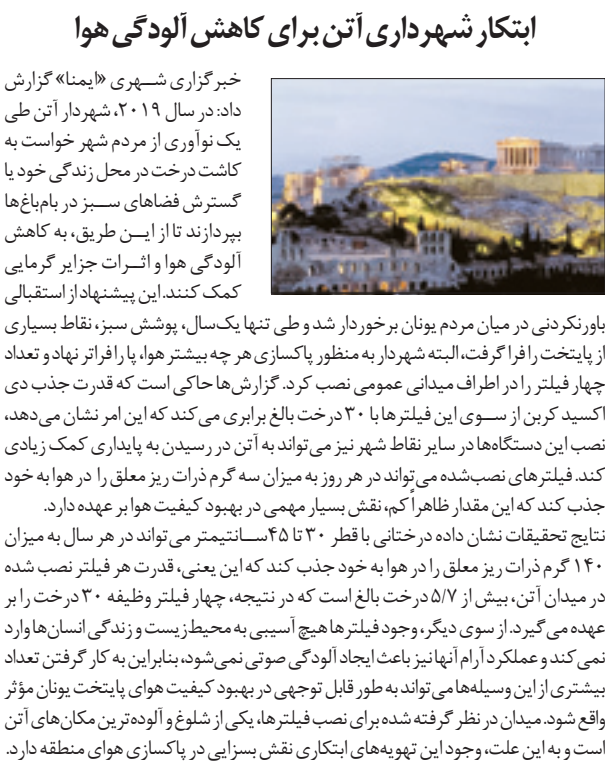 ابتکار شهرداری آتن برای کاهش آلودگی هوا
خبرگزاری شهری «ایمنا» گزارش
داد: در سال ۲۰۱۹، شهردار آتن طی
یک نوآوری از مردم شهر خواست به
کاشت درخت در محل زندگی خود یا
گسترش فضاهای سبز در بام‌باغ‌ها
بپردازند تا از این طریق، به کاهش
آلودگی هوا و اثرات جزایر گرمایی
کمک کنند. این پیشنهاد از استقبالی
باورنکردنی در میان مردم یونان برخوردار شد و طی تنها یک‌سال، پوشش سبز، نقاط بسیاری
از پایتخت را فرا گرفت، البته شهردار به منظور پاکسازی هر چه بیشتر هوا، پا را فراتر نهاد و تعداد
چهار فیلتر را در اطراف میدانی عمومی نصب کرد. گزارش‌ها حاکی است که قدرت جذب دی
اکسید کربن از سوی این فیلترها با ۳۰ درخت بالغ برابری می‌کند که این امر نشان می‌دهد،
نصب این دستگاه‌ها در سایر نقاط شهر نیز می‌تواند به آتن در رسیدن به پایداری کمک زیادی
کند. فیلترهای نصب‌شده می‌تواند در هر روز به میزان سه گرم ذرات ریز معلق را در هوا به خود
جذب کند که این مقدار ظاهراً کم، نقش بسیار مهمی در بهبود کیفیت هوا بر عهده دارد.
نتایج تحقیقات نشان داده درختانی با قطر ۳۰ تا ۴۵ سانتیمتر می‌تواند در هر سال به میزان
۱۴۰ گرم ذرات ریز معلق را در هوا به خود جذب کند که این یعنی، قدرت هر فیلتر نصب شده
در میدان آتن، بیش از ۵/۷ درخت بالغ است که در نتیجه، چهار فیلتر وظیفه ۳۰ درخت را بر
عهده می‌گیرد. از سوی دیگر، وجود فیلترها هیچ آسیبی به محیط‌زیست و زندگی انسان‌ها وارد
نمی‌کند و عملکرد آرام آنها نیز باعث ایجاد آلودگی صوتی نمی‌شود، بنابراین به کار گرفتن تعداد
بیشتری از این وسیله‌ها می‌تواند به طور قابل توجهی در بهبود کیفیت هوای پایتخت یونان مؤثر
واقع شود. میدان در نظر گرفته شده برای نصب فیلترها، یکی از شلوغ و آلوده‌ترین مکان‌های آتن
است و به این علت، وجود این تهویه‌های ابتکاری نقش بسزایی در پاکسازی هوای منطقه دارد.